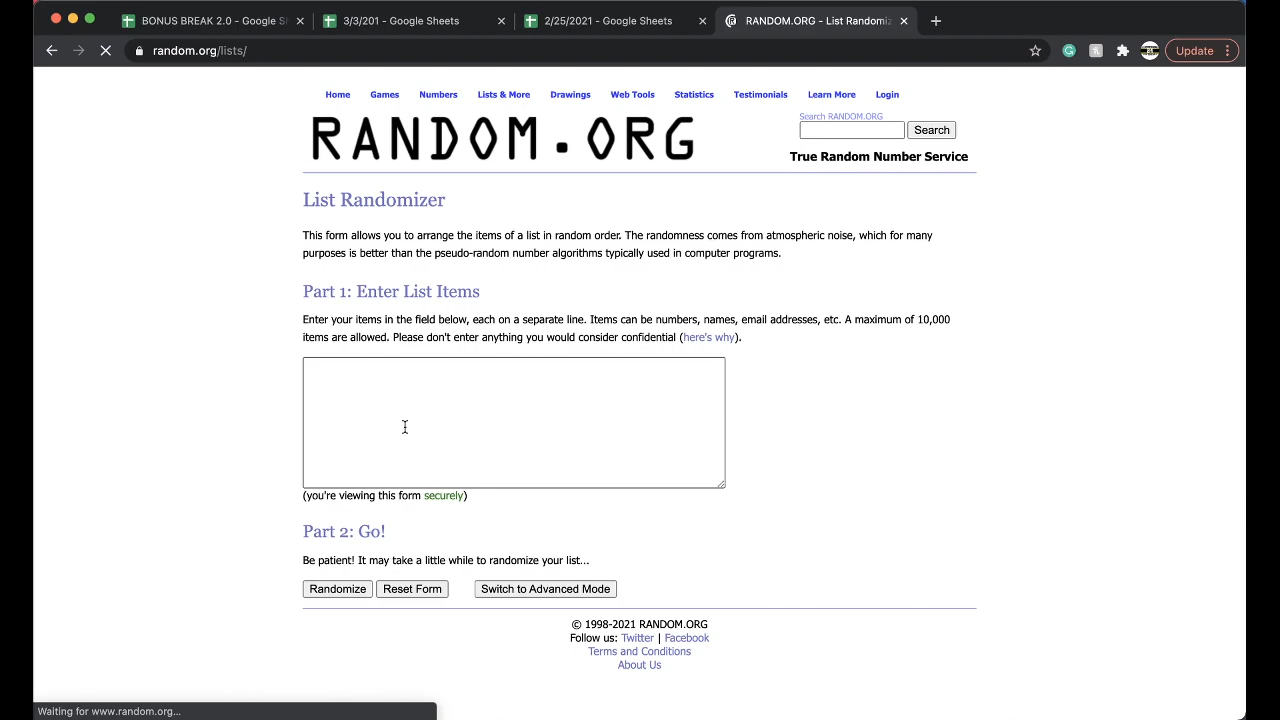 BONUS BREAK 2.0 - Google Sh
3/3/201 - Google Sheets
2/25/2021 - Google Sheets
RANDOM.ORG - List Randomiz
random.org/lists/
Update
Home Games Numbers Lists & More Drawings Web Tools Statistics Testimonials Learn More Login
RANDOM.ORG
Search RANDOM.ORG
Search
True Random Number Service
List Randomizer
This form allows you to arrange the items of a list in random order. The randomness comes from atmospheric noise, which for many
purposes is better than the pseudo-random number algorithms typically used in computer programs.
Part 1: Enter List Items
Enter your items in the field below, each on a separate line. Items can be numbers, names, email addresses, etc. A maximum of 10,000
items are allowed. Please don't enter anything you would consider confidential (here's why).
(you're viewing this form securely)
Part 2: Go!
Be patient! It may take a little while to randomize your list...
Randomize Reset Form Switch to Advanced Mode
© 1998-2021 RANDOM.ORG
Follow us: Twitter | Facebook
Terms and Conditions
About Us
Waiting for www.random.org...